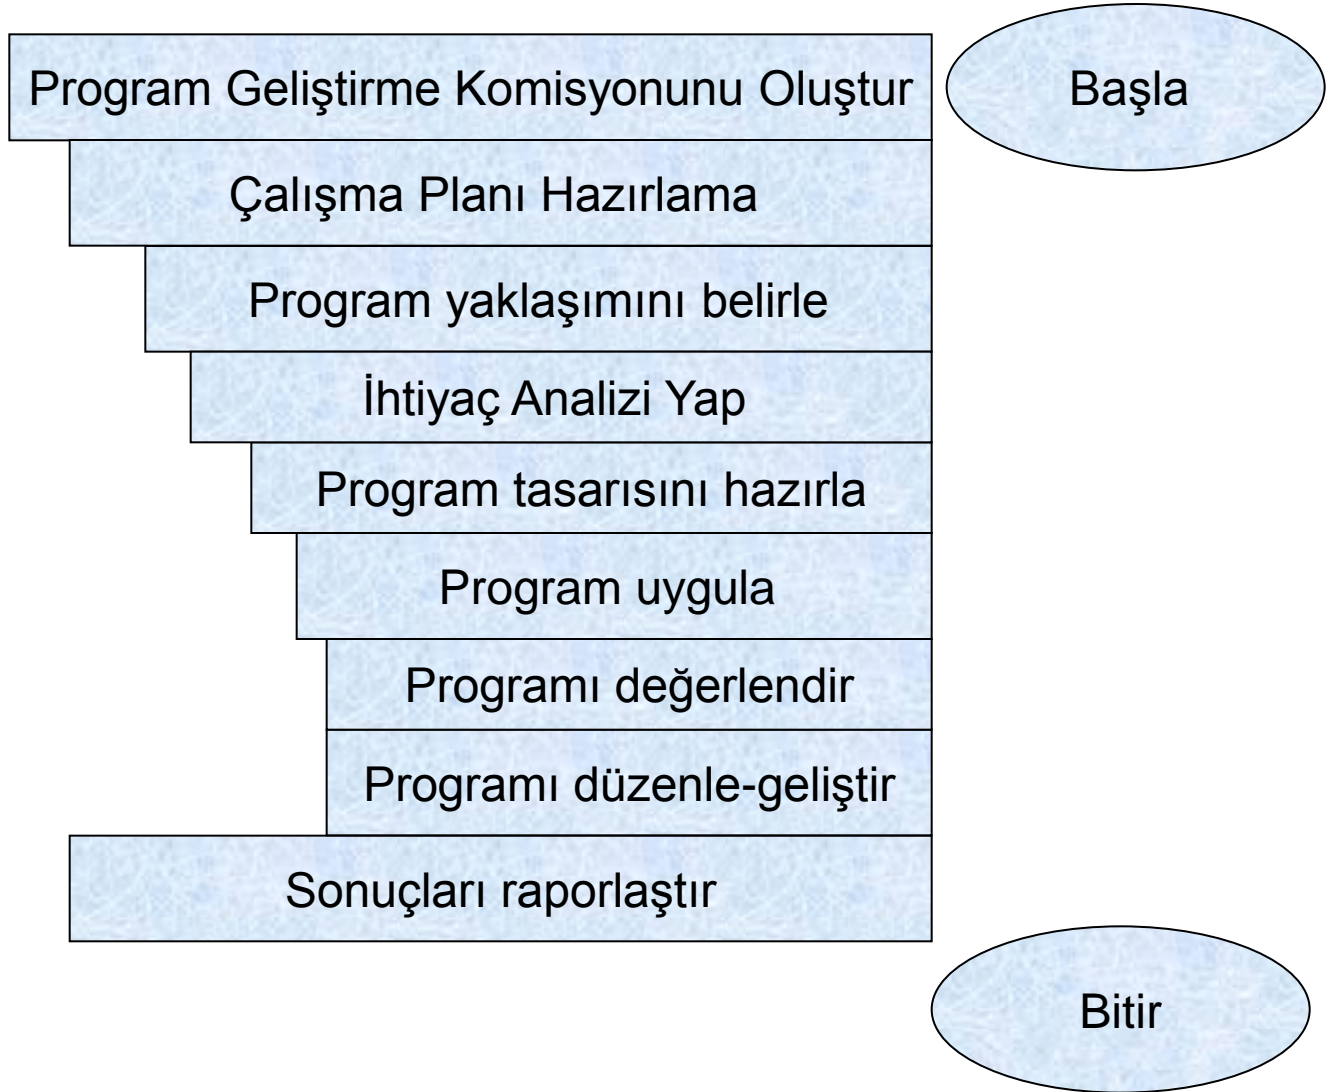 Program Geliştirme Komisyonunu Oluştur
Başla
Çalışma Planı Hazırlama
Program yaklaşımını belirle
İhtiyaç Analizi Yap
Program tasarısını hazırla
Program uygula
Programı değerlendir
Programı düzenle-geliştir
Sonuçları raporlaştır
Bitir